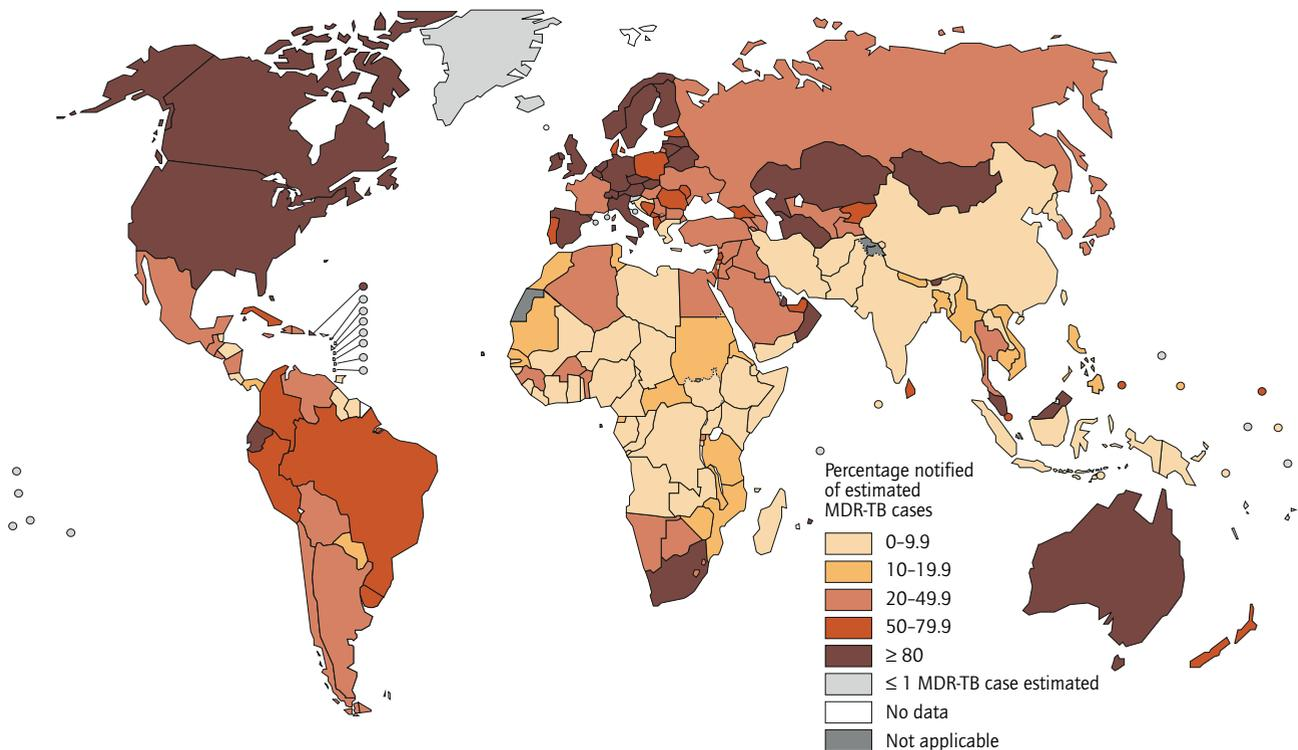 Percentage notified
of estimated
MDR-TB cases
0–9.9
10–19.9
20–49.9
50–79.9
≥ 80
≤ 1 MDR-TB case estimated
No data
Not applicable